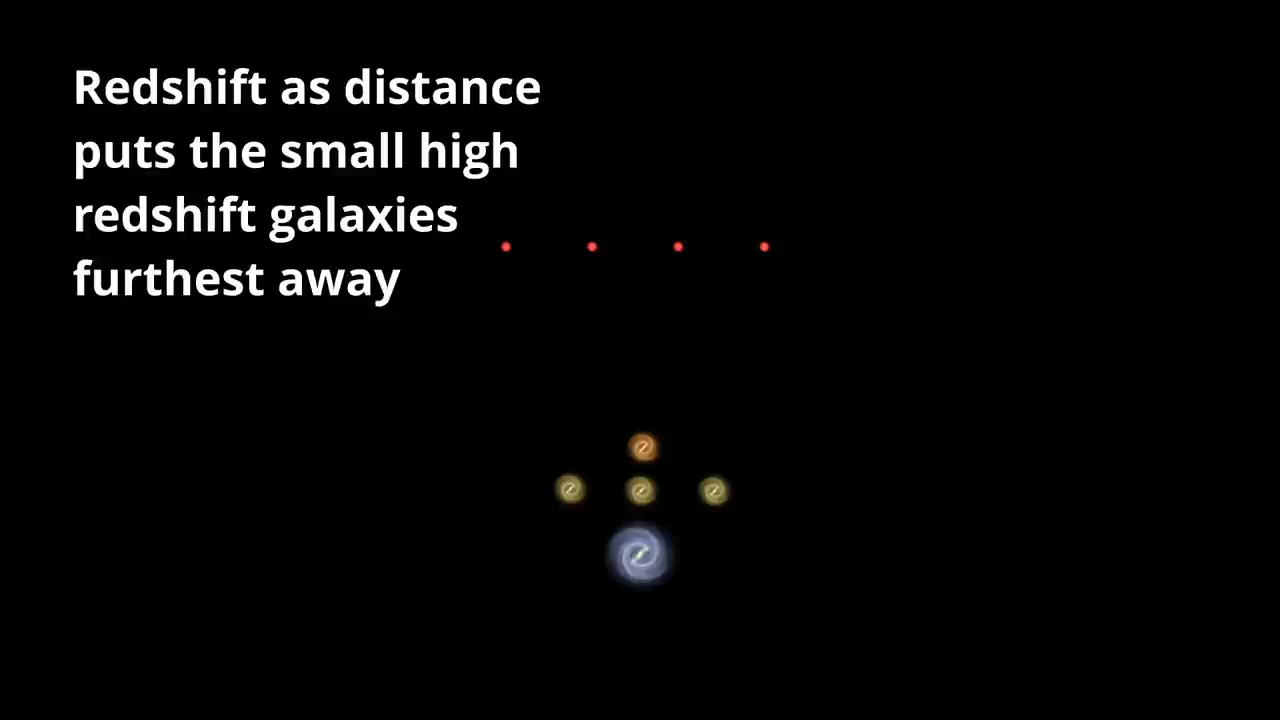 Redshift as distance
puts the small high
redshift galaxies
furthest away